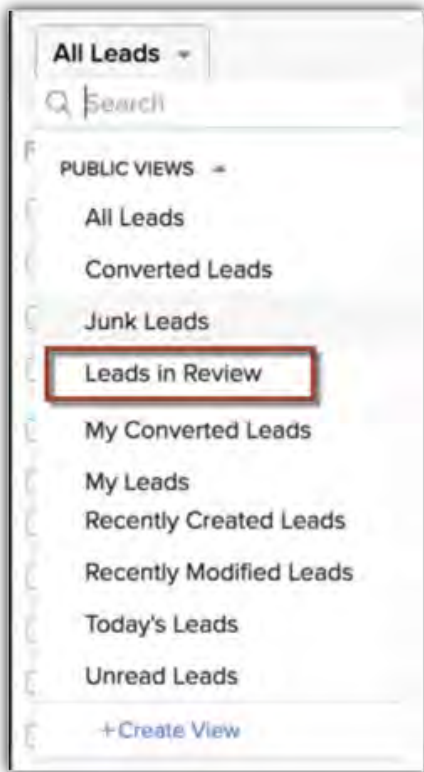 All Leads
Search
PUBLIC VIEWS
All Leads
Converted Leads
Junk Leads
Leads in Review
My Converted Leads
My Leads
Recently Created Leads
Recently Modified Leads
Today's Leads
Unread Leads
+Create View